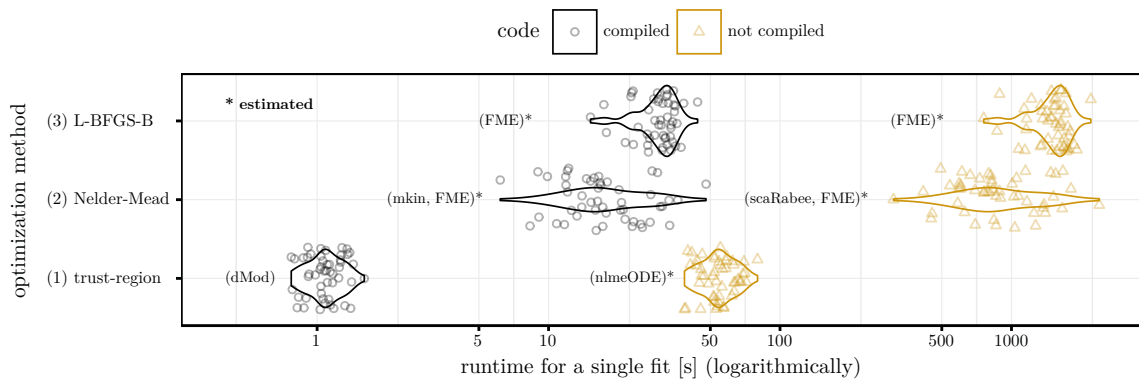 code compiled not compiled
* estimated
optimization method
(3) L-BFGS-B
(FME)*
(FME)*
(2) Nelder-Mead
(mkin, FME)*
(scaRabee, FME)*
(1) trust-region
(dMod)
(nlmeODE)*
1 5 10 50 500 1000
runtime for a single fit [s] (logarithmically)